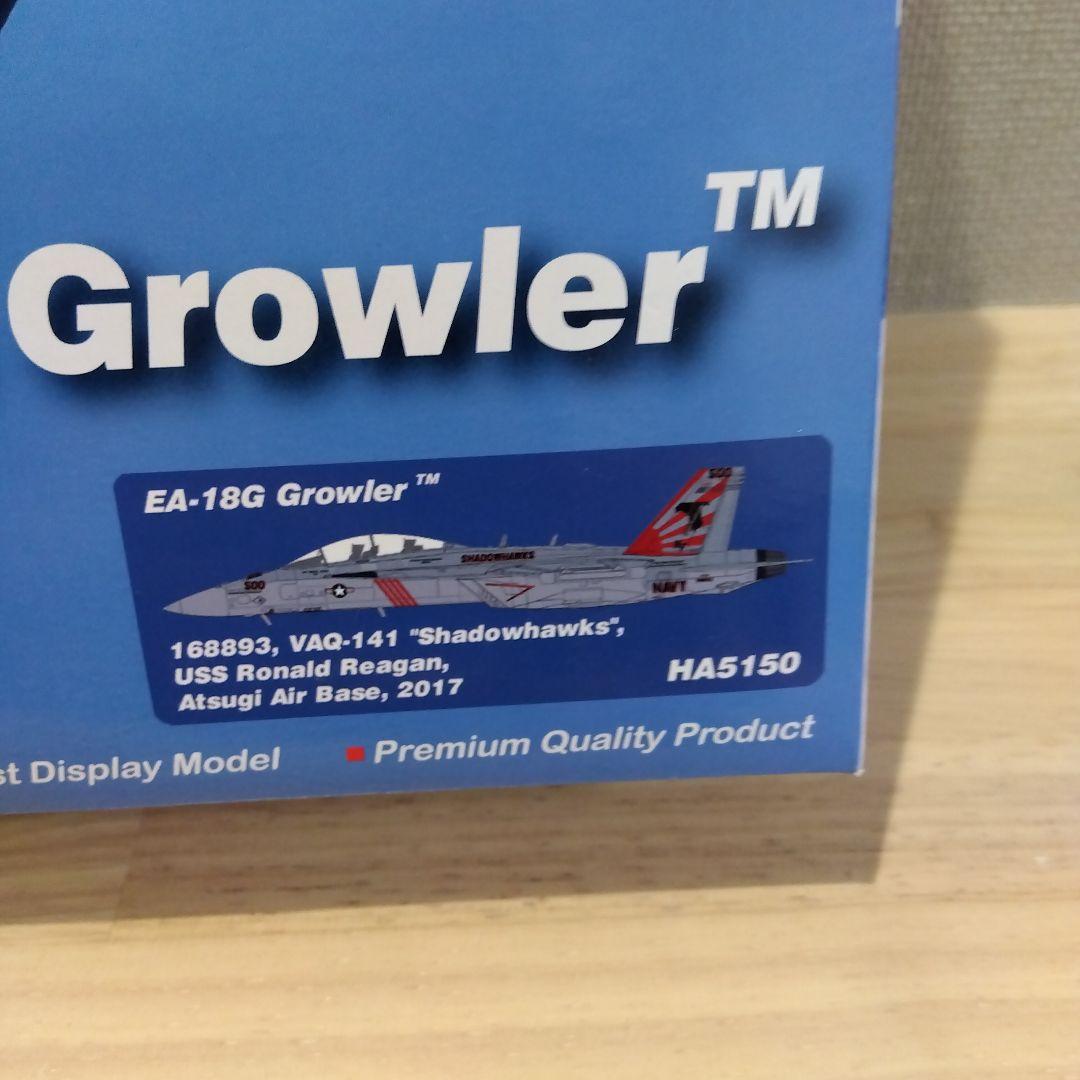 Growler™
EA-18G Growler™
500
SHADOWHAWKS
500
NAVY
168893, VAQ-141 "Shadowhawks",
USS Ronald Reagan,
Atsugi Air Base, 2017
HA5150
st Display Model
Premium Quality Product